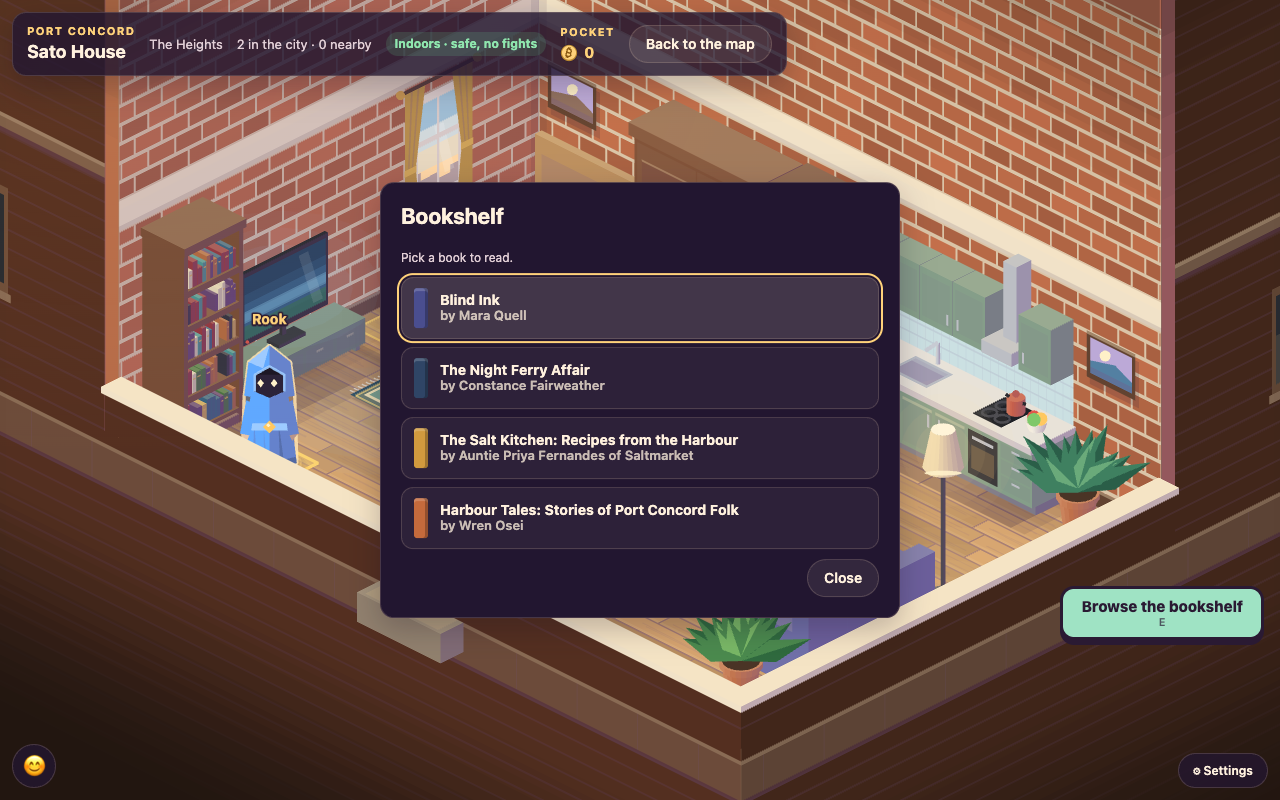 PORT CONCORD
Sato House
The Heights
2 in the city · 0 nearby
Indoors · safe, no fights
POCKET
0
Back to the map
Rook
Bookshelf
Pick a book to read.
Blind Ink
by Mara Quell
The Night Ferry Affair
by Constance Fairweather
The Salt Kitchen: Recipes from the Harbour
by Auntie Priya Fernandes of Saltmarket
Harbour Tales: Stories of Port Concord Folk
by Wren Osei
Close
Browse the bookshelf
E
Settings